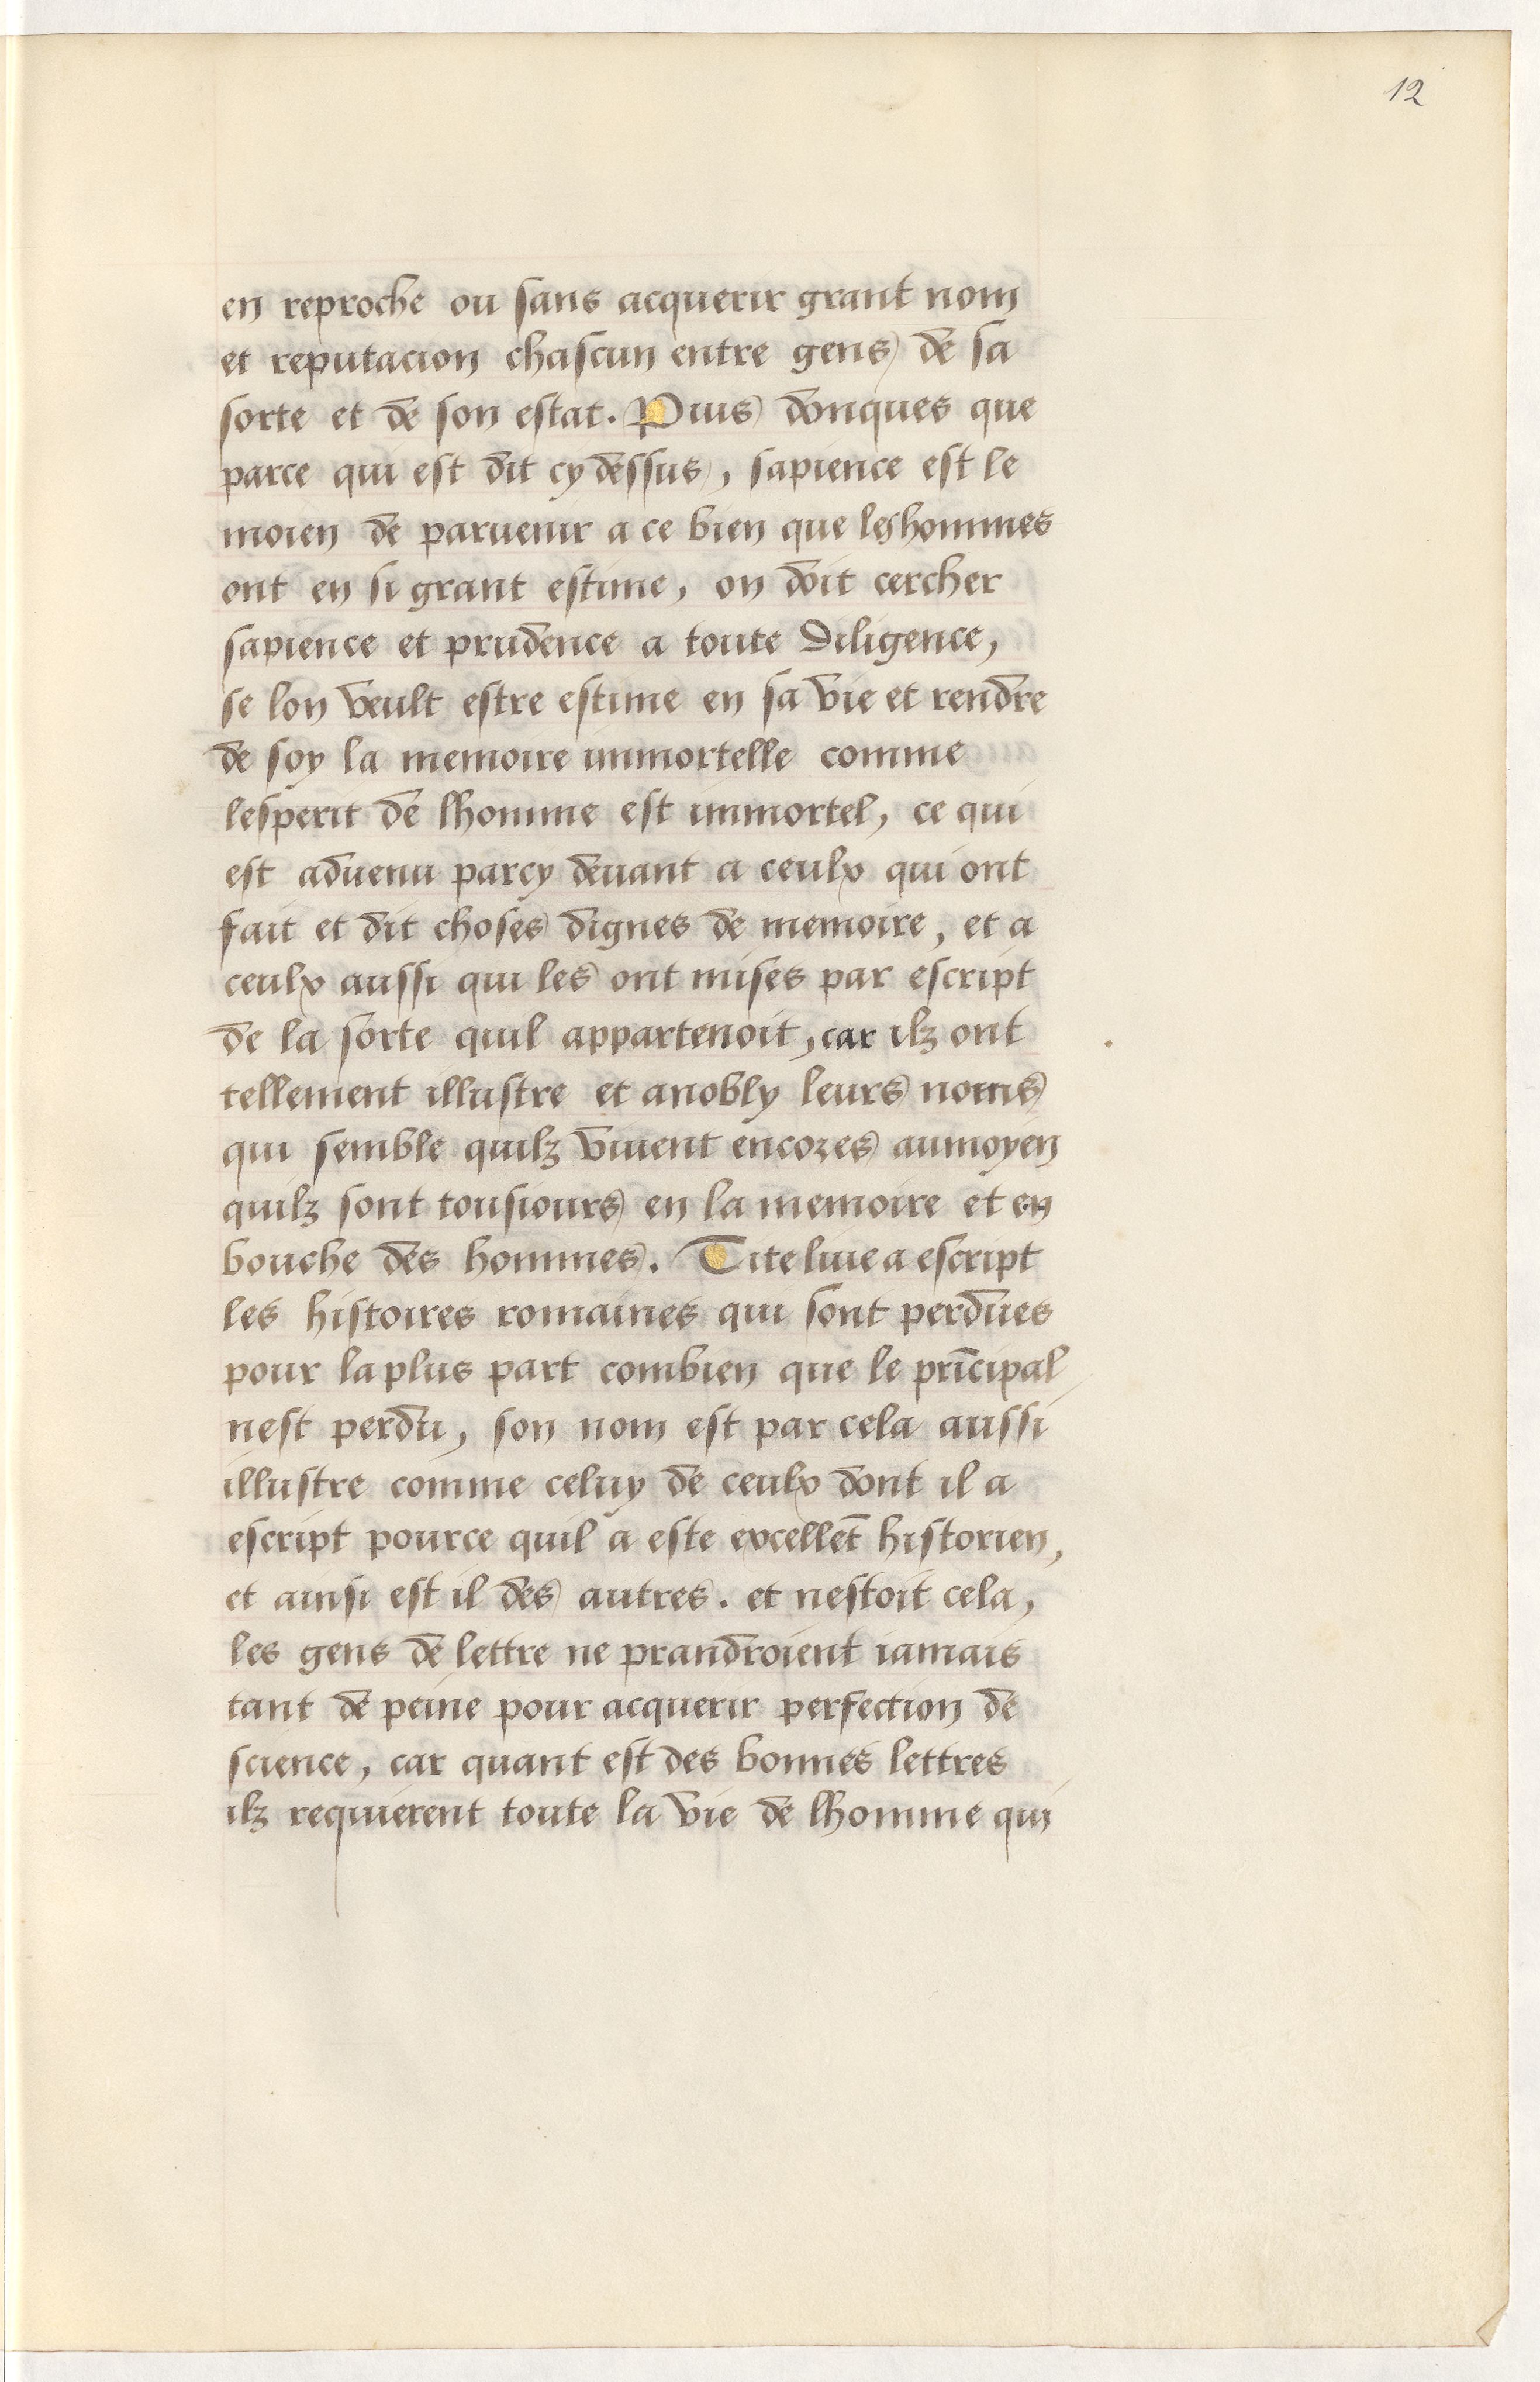 12
en reproche ou sans acquerir grant nom
et reputacion chascun entre gens de sa
sorte et de son estat. Puis donques que
parce qui est dit cy dessus, sapience est le
moien de paruenir a ce bien que les hommes
ont en si grant estime, on doit cercher
sapience et prudence a toute diligence,
se lon veult estre estime en sa vie et rendre
de soy la memoire immortelle comme
lesperit de lhomme est immortel, ce qui
est aduenu parcy deuant a ceulx qui ont
fait et dit choses dignes de memoire, et a
ceulx aussi qui les ont mises par escript
de la sorte quil appartenoit, car ilz ont
tellement illustre et anobly leurs noms
qui semble quilz viuent encores aumoyen
quilz sont tousiours en la memoire et en
bouche des hommes. Tite liue a escript
les histoires romaines qui sont perdues
pour la plus part combien que le prīcipal
nest perdu, son nom est par cela aussi
illustre comme celuy de ceulx dont il a
escript pource quil a este excellēt historien,
et ainsi est il des autres. et nestoit cela,
les gens de lettre ne prandroient iamais
tant de peine pour acquerir perfection de
science, car quant est des bonnes lettres
ilz requierent toute la vie de lhomme qui